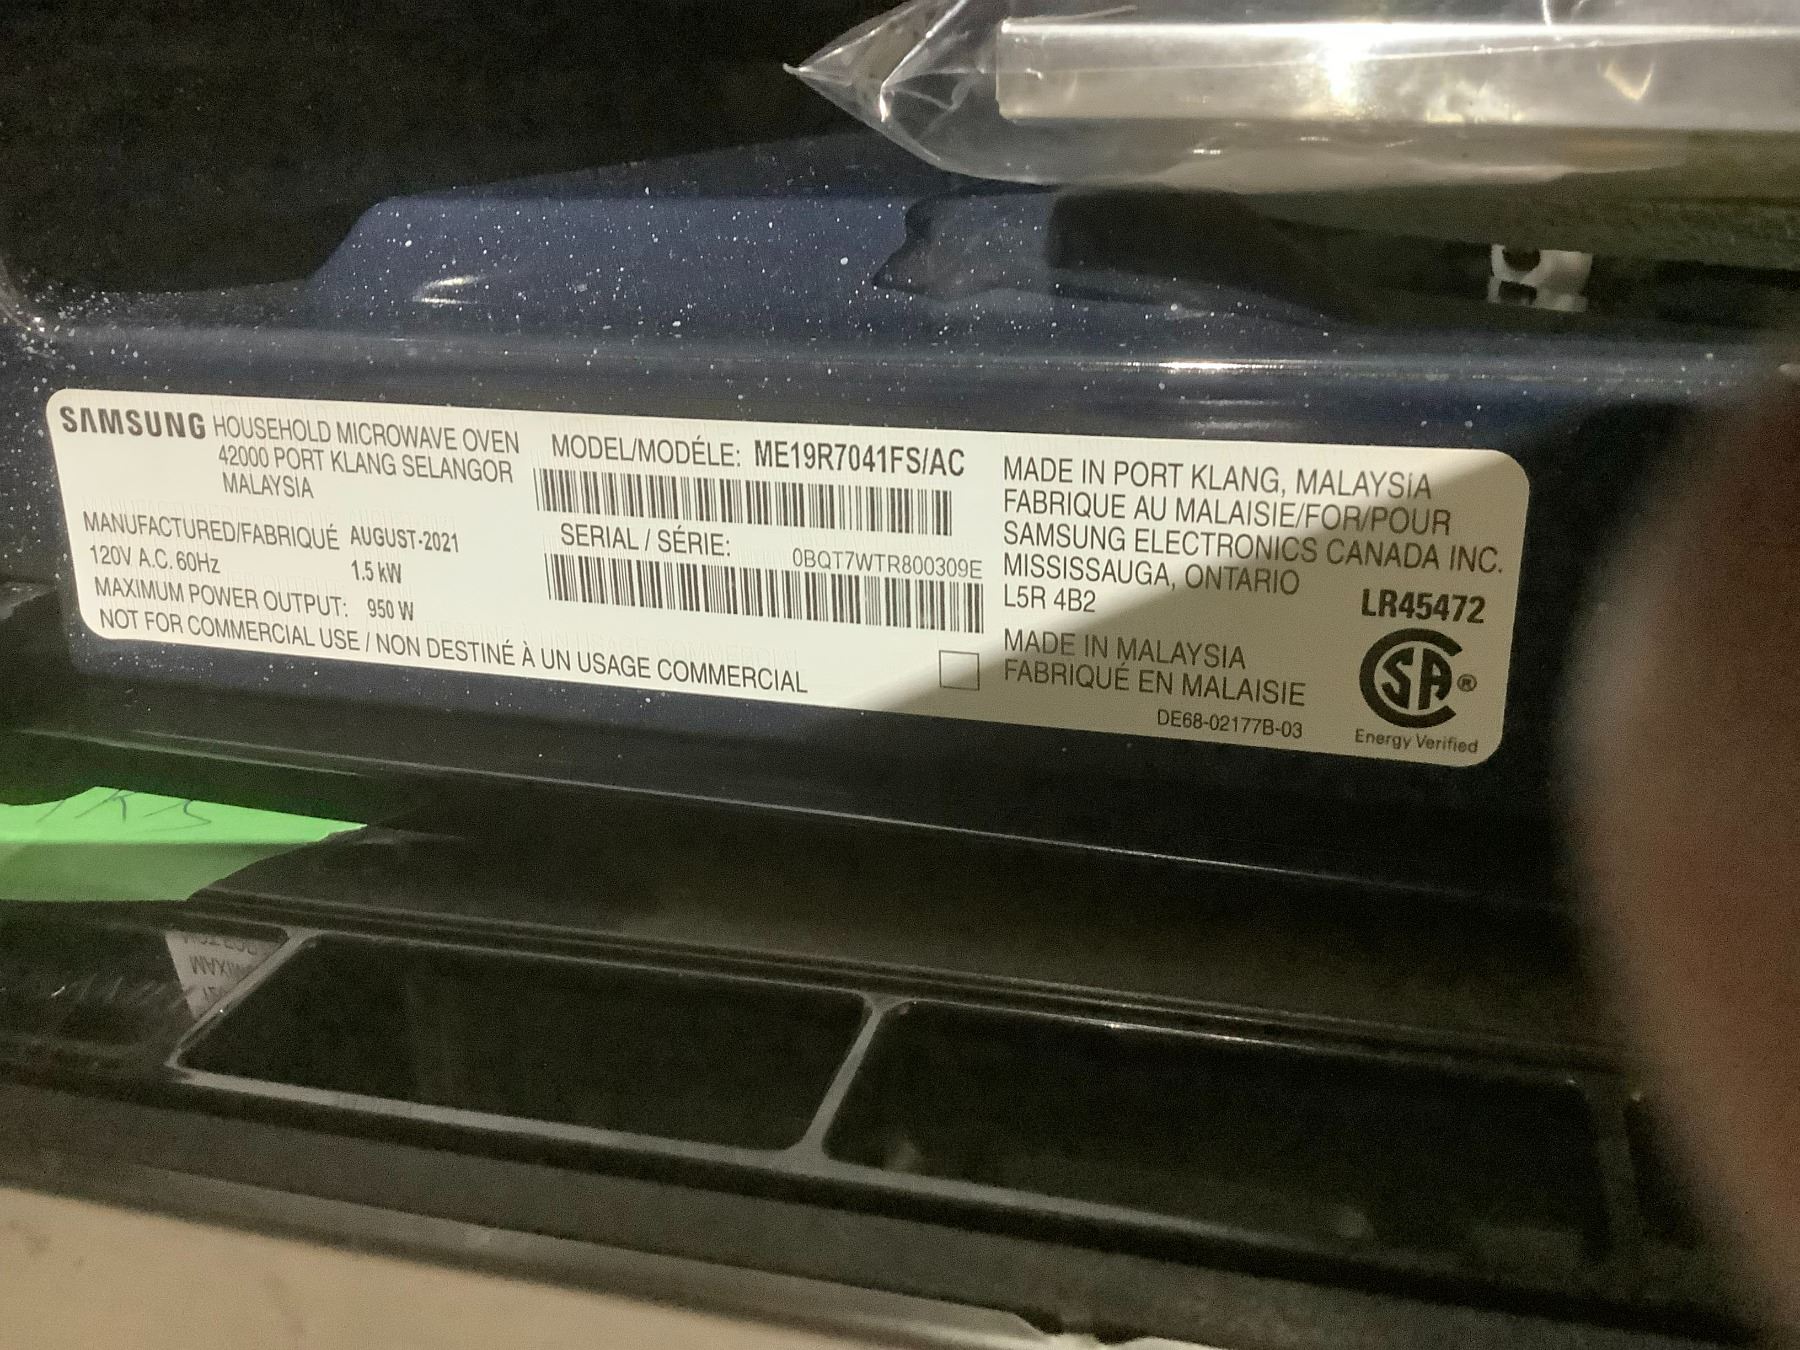 SAMSUNG HOUSEHOLD MICROWAVE OVEN
42000 PORT KLANG SELANGOR
MALAYSIA
MANUFACTURED/FABRIQUÉ AUGUST-2021
120V A.C. 60Hz 1.5 kW
MAXIMUM POWER OUTPUT: 950 W
NOT FOR COMMERCIAL USE / NON DESTINÉ À UN USAGE COMMERCIAL
MODEL/MODÉLE: ME19R7041FS/AC
SERIAL / SÉRIE: 0BQT7WTR800309E
MADE IN PORT KLANG, MALAYSIA
FABRIQUE AU MALAISIE/FOR/POUR
SAMSUNG ELECTRONICS CANADA INC.
MISSISSAUGA, ONTARIO
L5R 4B2
LR45472
MADE IN MALAYSIA
FABRIQUÉ EN MALAISIE
DE68-02177B-03
SA ®
Energy Verified